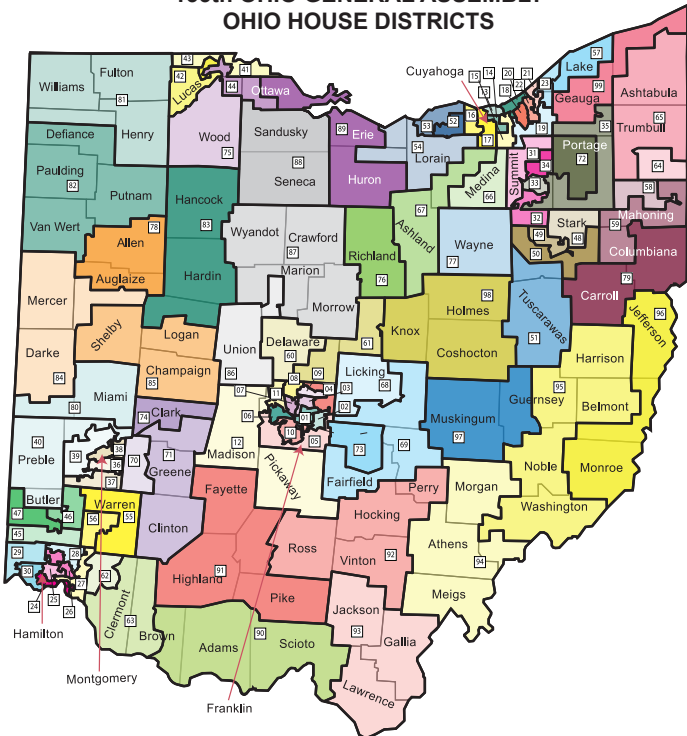 OHIO HOUSE DISTRICTS
Williams
Fulton
81
Henry
43
42
Lucas
41
44
Ottawa
Wood
75
Sandusky
88
Seneca
89
Erie
Huron
Cuyahoga
15
14
13
20
21
18
22
23
16
17
19
53
52
54
Lorain
Lake
57
Geauga
99
Ashtabula
65
Trumbull
64
35
Portage
72
Summit
31
34
33
32
Medina
66
58
Mahoning
59
Columbiana
Stark
49
48
50
79
Carroll
Defiance
Paulding
82
Putnam
Van Wert
Hancock
83
Hardin
78
Allen
Auglaize
Wyandot
Crawford
87
Marion
Morrow
Richland
76
67
Ashland
Wayne
77
98
Holmes
Knox
Coshocton
Tuscarawas
51
96
Jefferson
Harrison
95
Belmont
Guernsey
Noble
Monroe
Washington
Muskingum
97
Mercer
Darke
84
Shelby
Logan
Champaign
85
Union
86
Delaware
60
61
09
08
07
11
04
03
02
01
06
10
05
Licking
68
12
Madison
Pickaway
73
Fairfield
69
Perry
Miami
80
40
Preble
39
38
36
37
70
74
Clark
71
Greene
Clinton
Butler
47
46
45
Warren
56
55
29
30
28
27
24
25
26
62
Clermont
63
Brown
Hamilton
Montgomery
Franklin
Fayette
Highland
91
Ross
Pike
Hocking
Vinton
92
Morgan
Athens
94
Meigs
Jackson
93
Gallia
Lawrence
Adams
90
Scioto